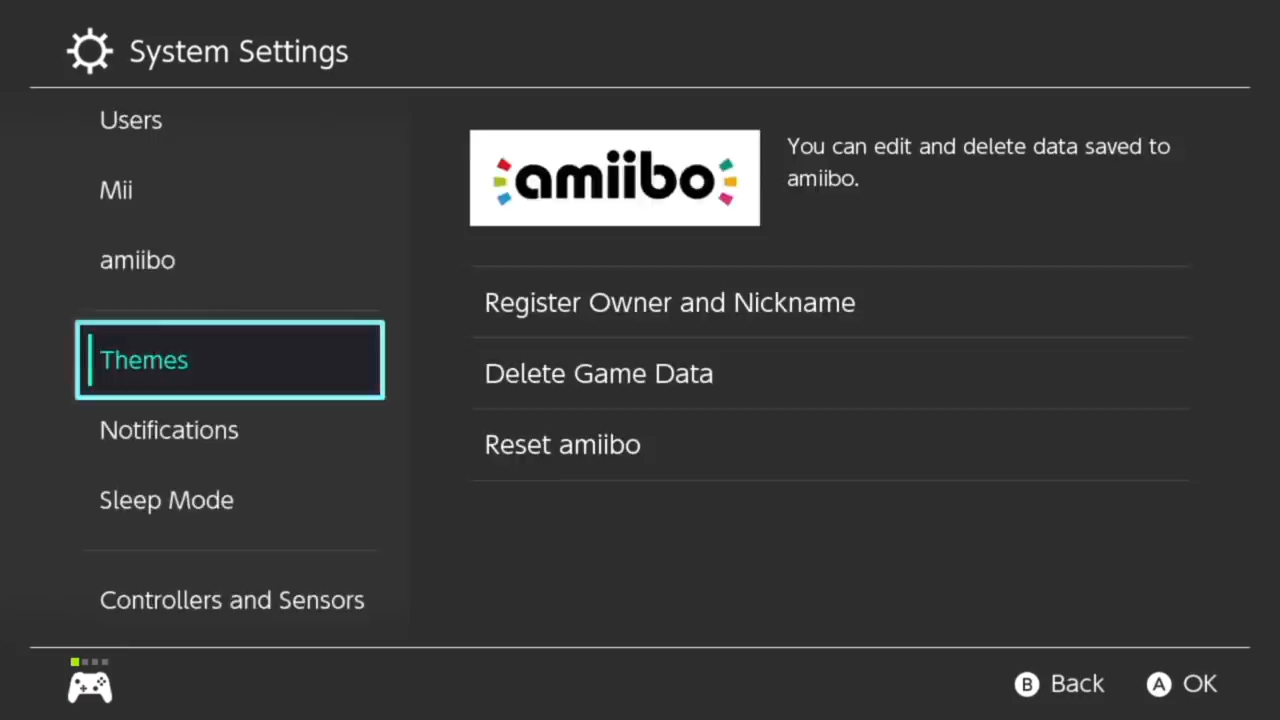 System Settings
Users
Mii
amiibo
Themes
Notifications
Sleep Mode
Controllers and Sensors
amiibo
You can edit and delete data saved to
amiibo.
Register Owner and Nickname
Delete Game Data
Reset amiibo
B Back
A OK